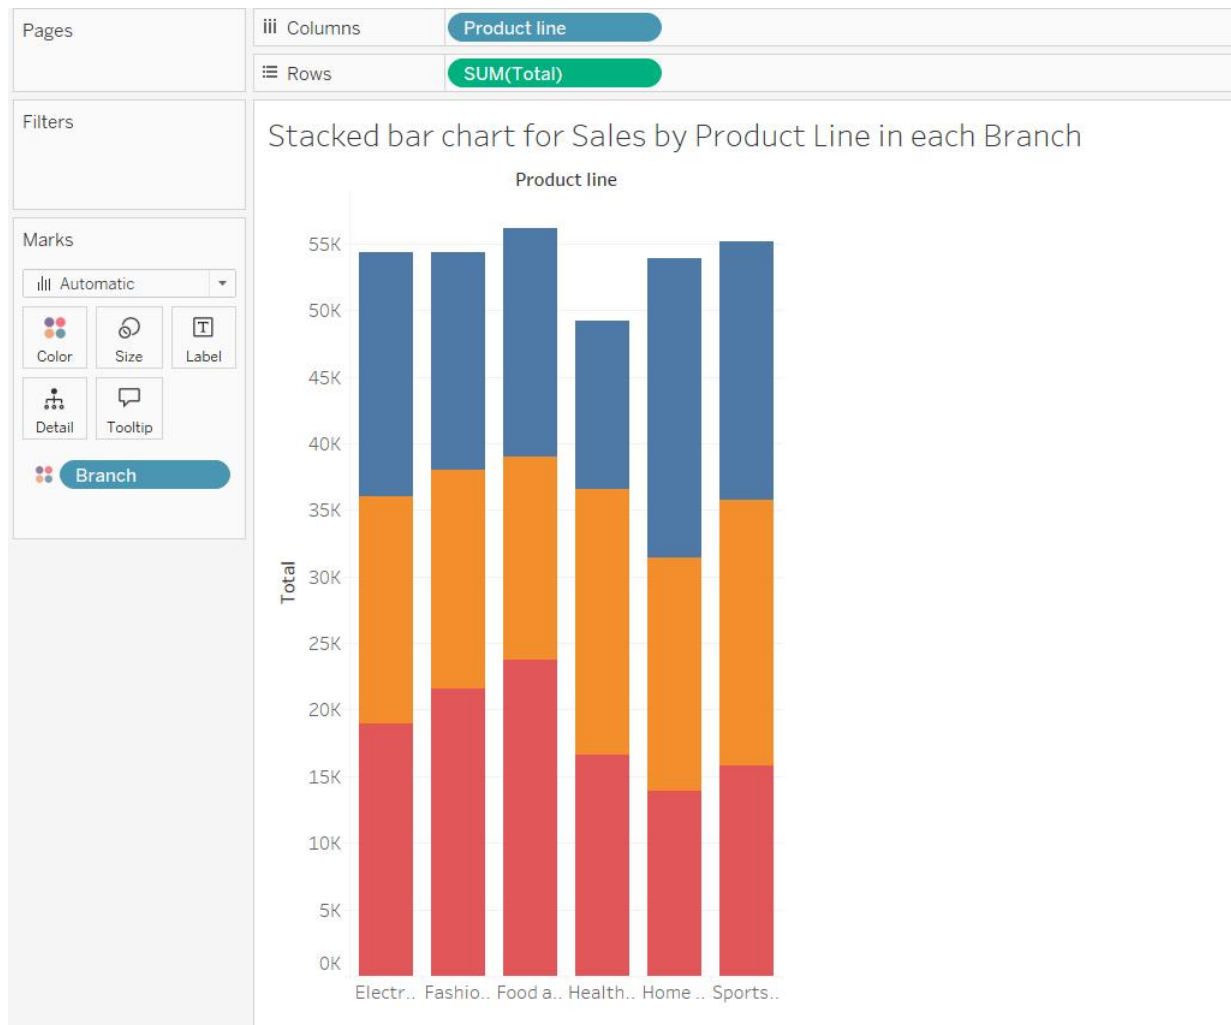 Pages
Columns
Product line
Rows
SUM(Total)
Filters
Marks
Automatic
Color
Size
Label
Detail
Tooltip
Branch
Stacked bar chart for Sales by Product Line in each Branch
Product line
55K
50K
45K
40K
35K
30K
25K
20K
15K
10K
5K
0K
Total
Electr.. Fashio.. Food a.. Health.. Home .. Sports..